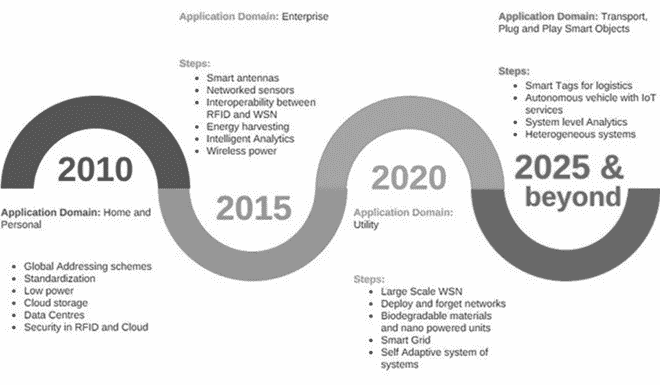 2010
Application Domain: Home and
Personal
Global Addressing schemes
Standardization
Low power
Cloud storage
Data Centres
Security in RFID and Cloud
Application Domain: Enterprise
Steps:
Smart antennas
Networked sensors
Interoperability between
RFID and WSN
Energy harvesting
Intelligent Analytics
Wireless power
2015
2020
Application Domain:
Utility
Steps:
Large Scale WSN
Deploy and forget networks
Biodegradable materials
and nano powered units
Smart Grid
Self Adaptive system of
systems
Application Domain: Transport,
Plug and Play Smart Objects
Steps:
Smart Tags for logistics
Autonomous vehicle with IoT
services
System level Analytics
Heterogeneous systems
2025 &
beyond